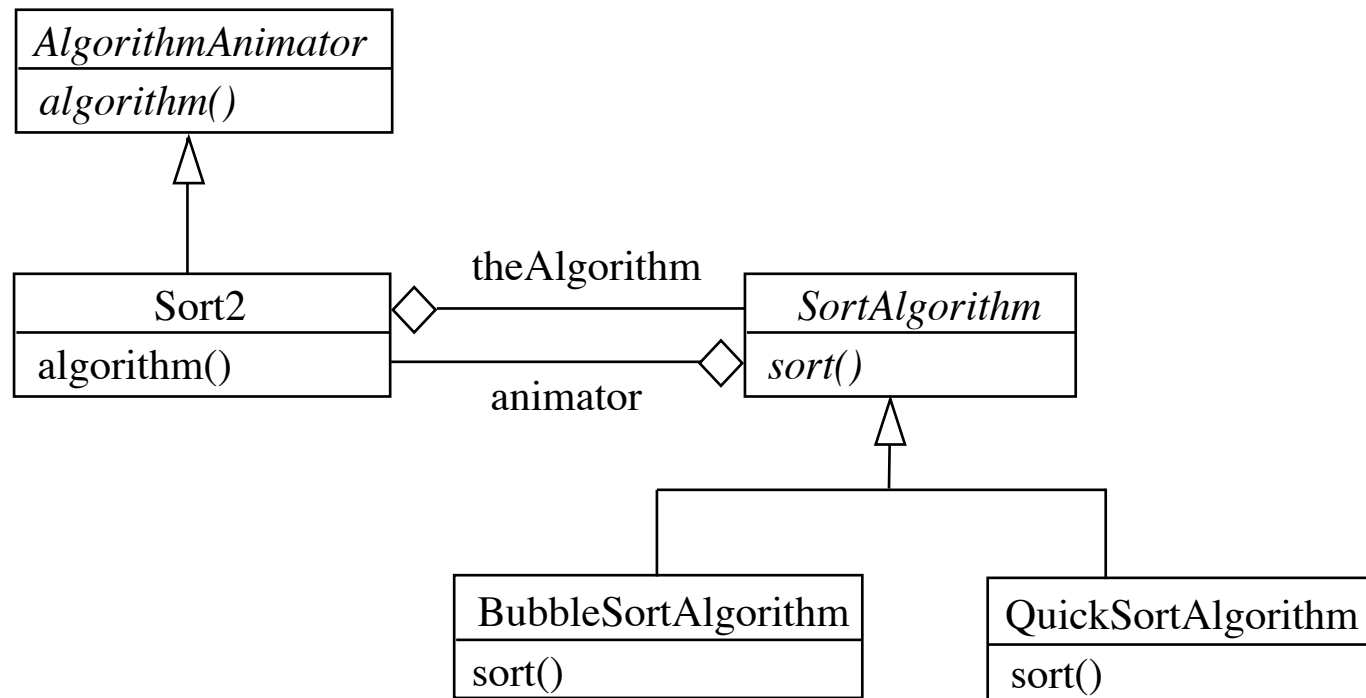 AlgorithmAnimator
algorithm()
theAlgorithm
Sort2
SortAlgorithm
algorithm()
sort()
animator
BubbleSortAlgorithm
QuickSortAlgorithm
sort()
sort()